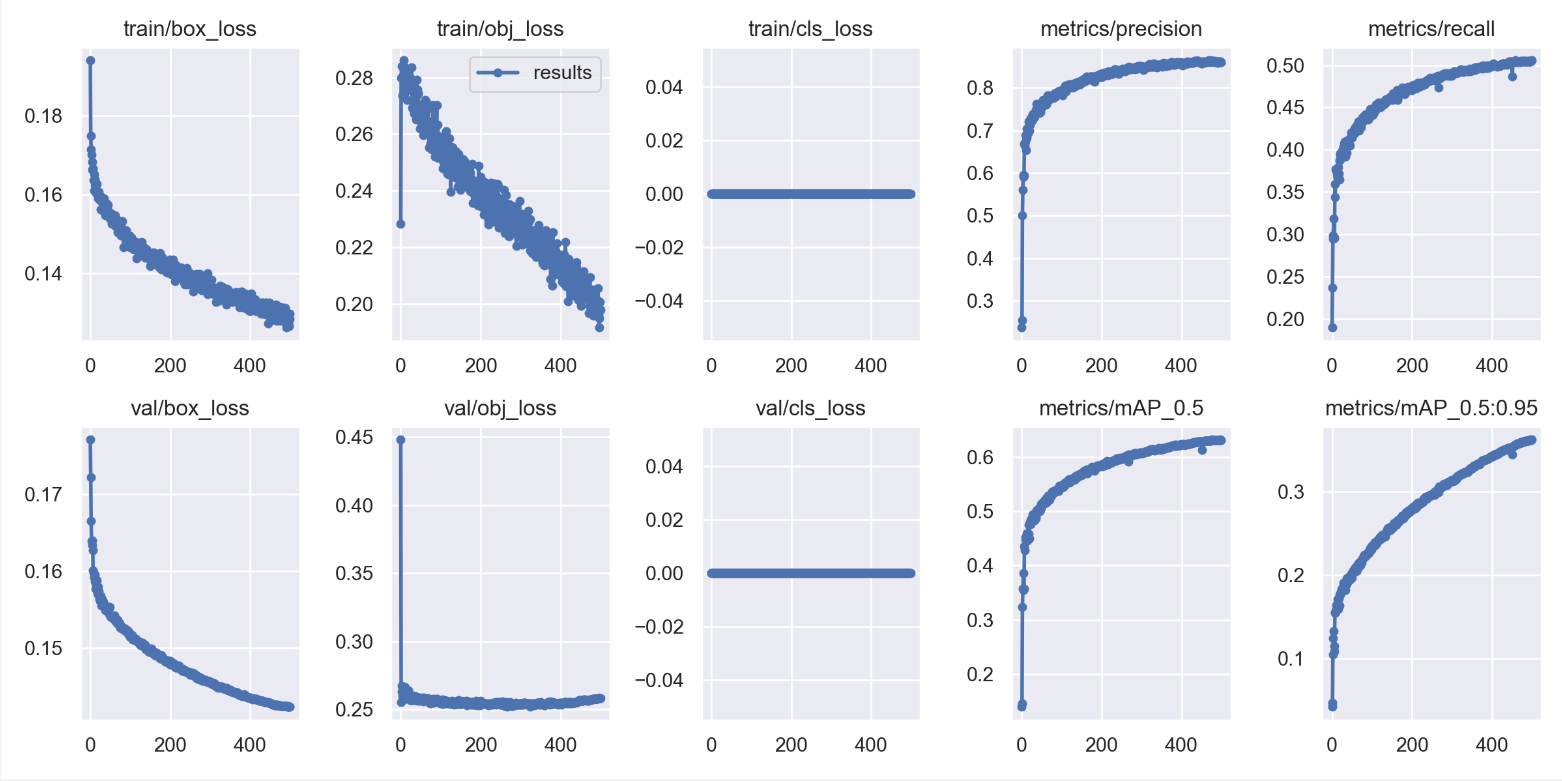 train/box_loss
0.18
0.16
0.14
0 200 400
train/obj_loss
results
0.28
0.26
0.24
0.22
0.20
0 200 400
train/cls_loss
0.04
0.02
0.00
−0.02
−0.04
0 200 400
metrics/precision
0.8
0.7
0.6
0.5
0.4
0.3
0 200 400
metrics/recall
0.50
0.45
0.40
0.35
0.30
0.25
0.20
0 200 400
val/box_loss
0.17
0.16
0.15
0 200 400
val/obj_loss
0.45
0.40
0.35
0.30
0.25
0 200 400
val/cls_loss
0.04
0.02
0.00
−0.02
−0.04
0 200 400
metrics/mAP_0.5
0.6
0.5
0.4
0.3
0.2
0 200 400
metrics/mAP_0.5:0.95
0.3
0.2
0.1
0 200 400